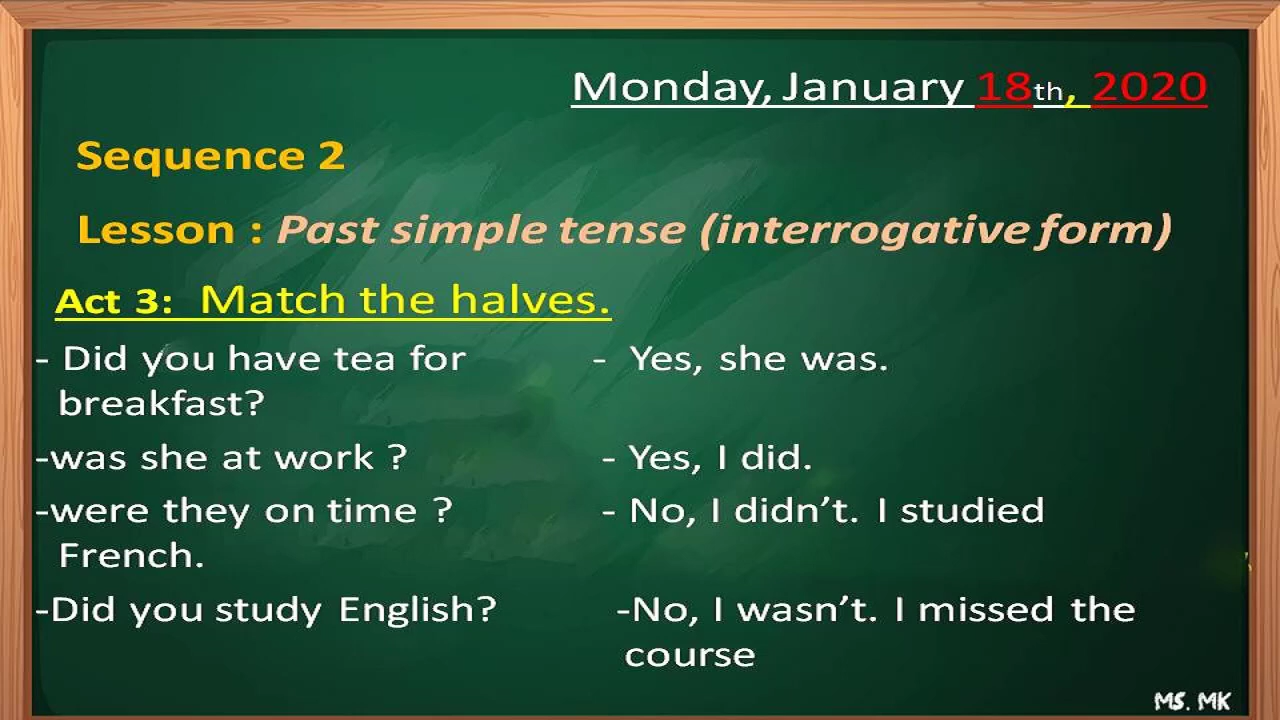 Monday, January 18th, 2020
Sequence 2
Lesson : Past simple tense (interrogative form)
Act 3: Match the halves.
- Did you have tea for - Yes, she was.
breakfast?
-was she at work ? - Yes, I did.
-were they on time ? - No, I didn’t. I studied
French.
-Did you study English? -No, I wasn’t. I missed the
course
MS. MK